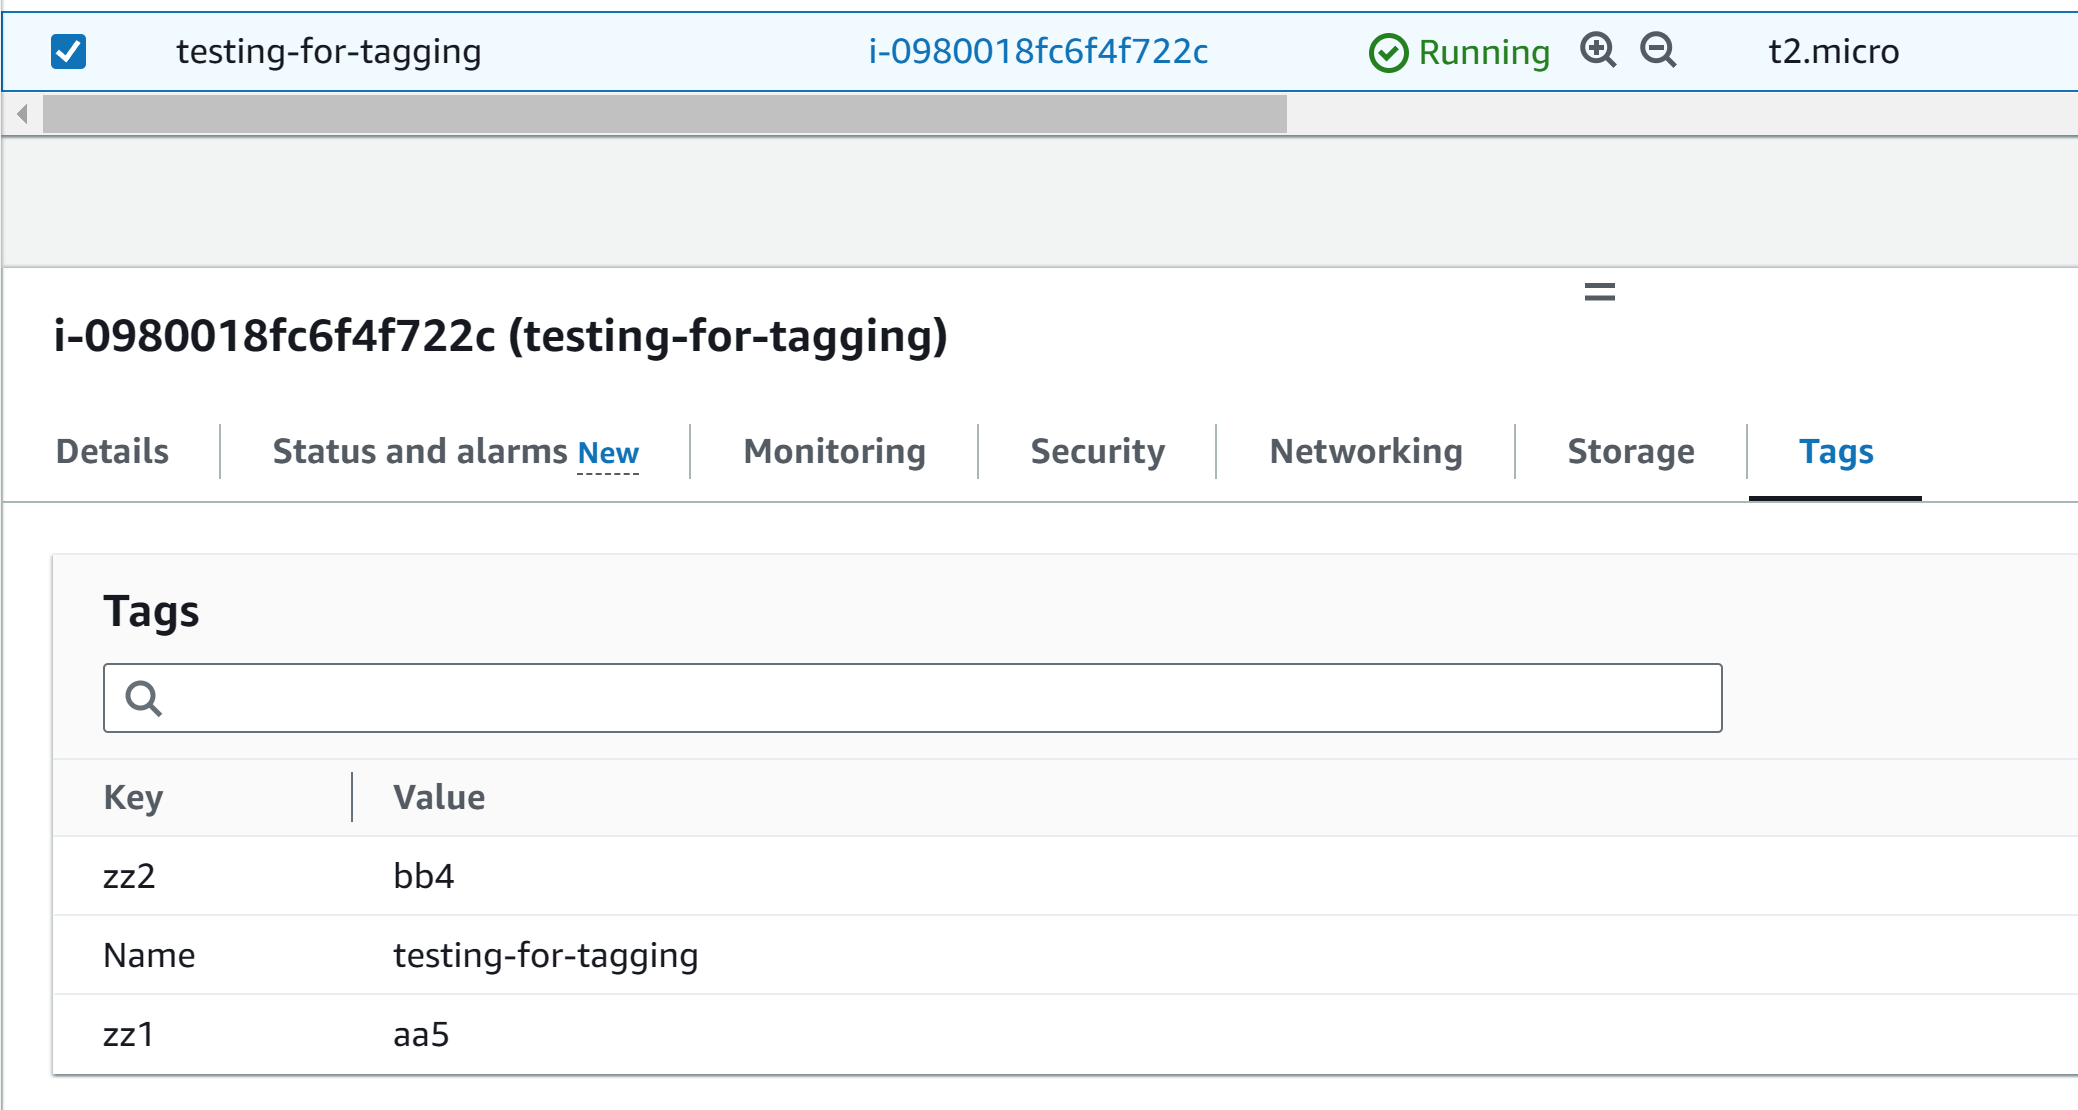 testing-for-tagging i-0980018fc6f4f722c Running t2.micro
i-0980018fc6f4f722c (testing-for-tagging)
Details Status and alarms New Monitoring Security Networking Storage Tags
Tags
Key Value
zz2 bb4
Name testing-for-tagging
zz1 aa5